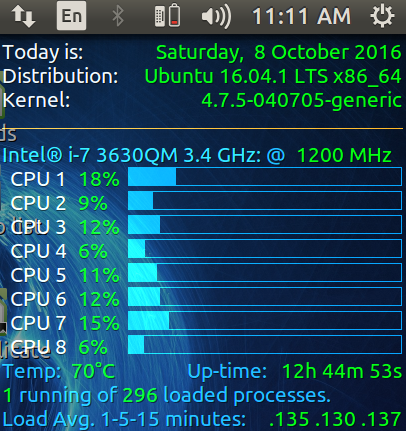 En 11:11 AM
Today is: Saturday, 8 October 2016
Distribution: Ubuntu 16.04.1 LTS x86_64
Kernel: 4.7.5-040705-generic
ds
Intel® i-7 3630QM 3.4 GHz: @ 1200 MHz
CPU 1 18%
CPU 2 9%
CPU 3 12%
o list
CPU 4 6%
CPU 5 11%
CPU 6 12%
CPU 7 15%
CPU 8 6%
licate
Temp: 70°C Up-time: 12h 44m 53s
1 running of 296 loaded processes.
Load Avg. 1-5-15 minutes: .135 .130 .137